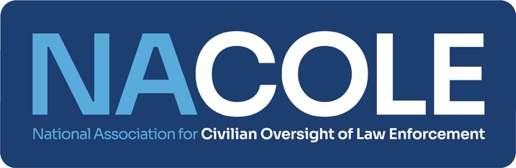 NACOLE
National Association for Civilian Oversight of Law Enforcement